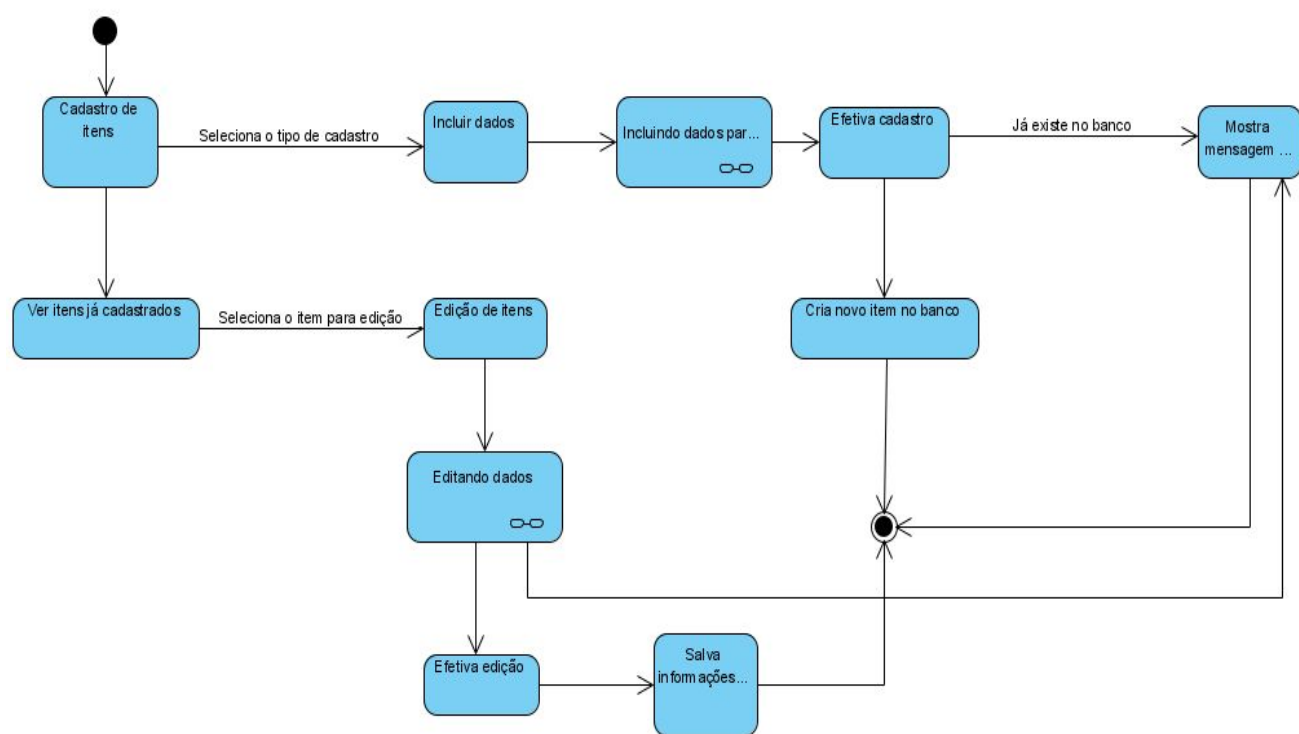 Cadastro de
itens
Seleciona o tipo de cadastro
Incluir dados
Incluindo dados par...
Efetiva cadastro
Já existe no banco
Mostra
mensagem ...
Ver itens já cadastrados
Seleciona o item para edição
Edição de itens
Cria novo item no banco
Editando dados
Efetiva edição
Salva
informações...